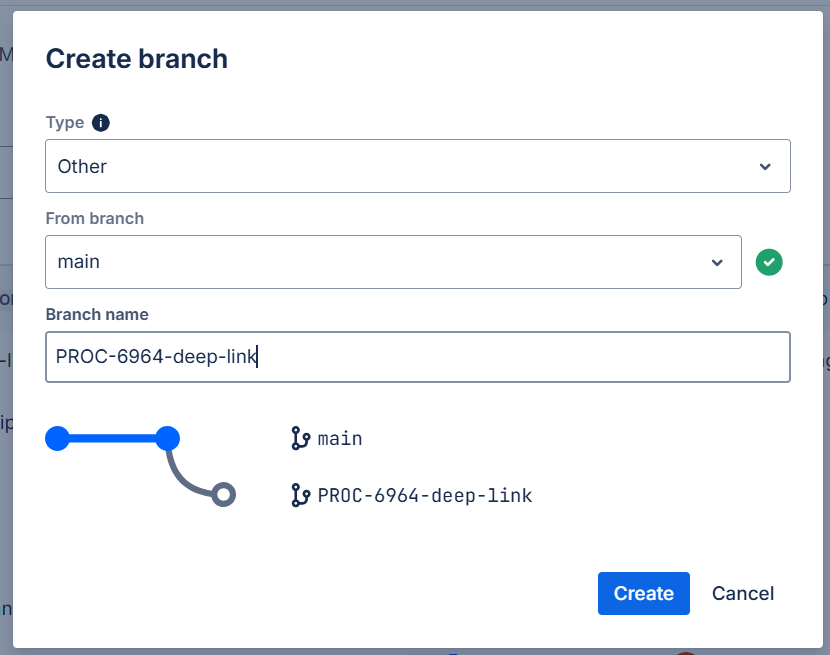 Create branch
Type
Other
From branch
main
Branch name
PROC-6964-deep-link
main
PROC-6964-deep-link
Create Cancel